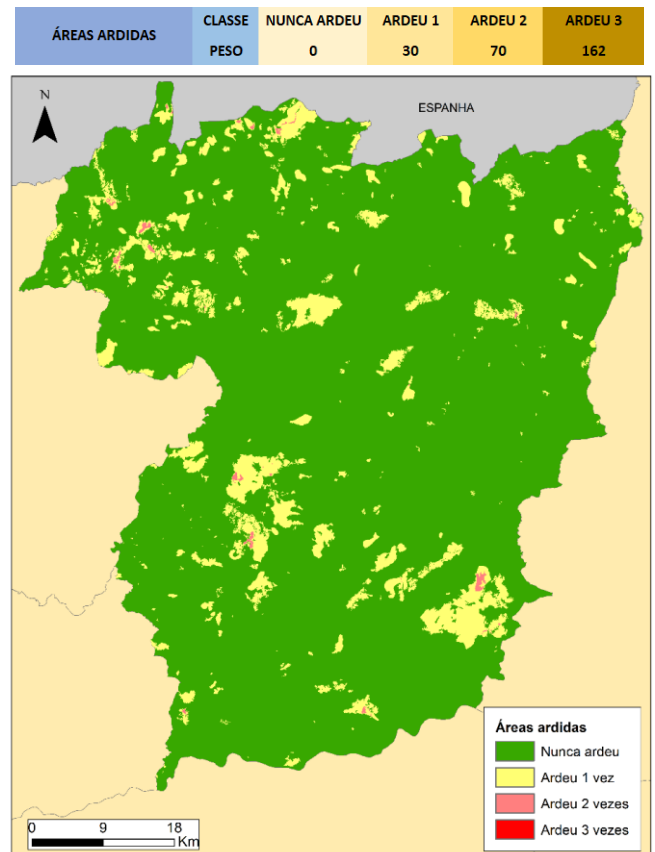 ÁREAS ARDIDAS
CLASSE NUNCA ARDEU ARDEU 1 ARDEU 2 ARDEU 3
PESO 0 30 70 162
N
ESPANHA
Áreas ardidas
Nunca ardeu
Ardeu 1 vez
Ardeu 2 vezes
Ardeu 3 vezes
0 9 18
Km